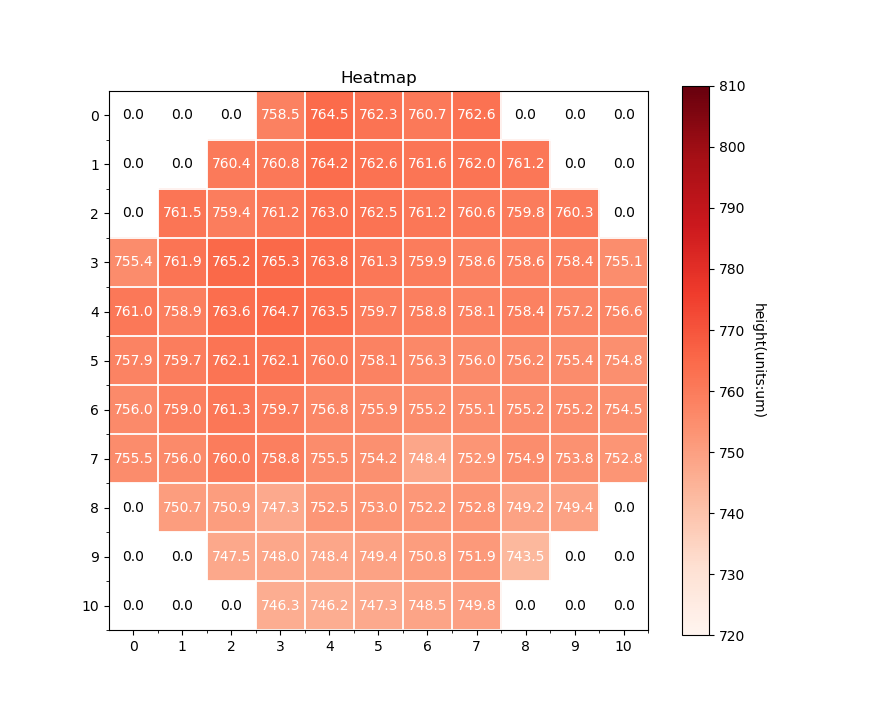 Heatmap
0 0.0 0.0 0.0 758.5 764.5 762.3 760.7 762.6 0.0 0.0 0.0
1 0.0 0.0 760.4 760.8 764.2 762.6 761.6 762.0 761.2 0.0 0.0
2 0.0 761.5 759.4 761.2 763.0 762.5 761.2 760.6 759.8 760.3 0.0
3 755.4 761.9 765.2 765.3 763.8 761.3 759.9 758.6 758.6 758.4 755.1
4 761.0 758.9 763.6 764.7 763.5 759.7 758.8 758.1 758.4 757.2 756.6
5 757.9 759.7 762.1 762.1 760.0 758.1 756.3 756.0 756.2 755.4 754.8
6 756.0 759.0 761.3 759.7 756.8 755.9 755.2 755.1 755.2 755.2 754.5
7 755.5 756.0 760.0 758.8 755.5 754.2 748.4 752.9 754.9 753.8 752.8
8 0.0 750.7 750.9 747.3 752.5 753.0 752.2 752.8 749.2 749.4 0.0
9 0.0 0.0 747.5 748.0 748.4 749.4 750.8 751.9 743.5 0.0 0.0
10 0.0 0.0 0.0 746.3 746.2 747.3 748.5 749.8 0.0 0.0 0.0
0 1 2 3 4 5 6 7 8 9 10
810
800
790
780
770
760
750
740
730
720
height(units:um)